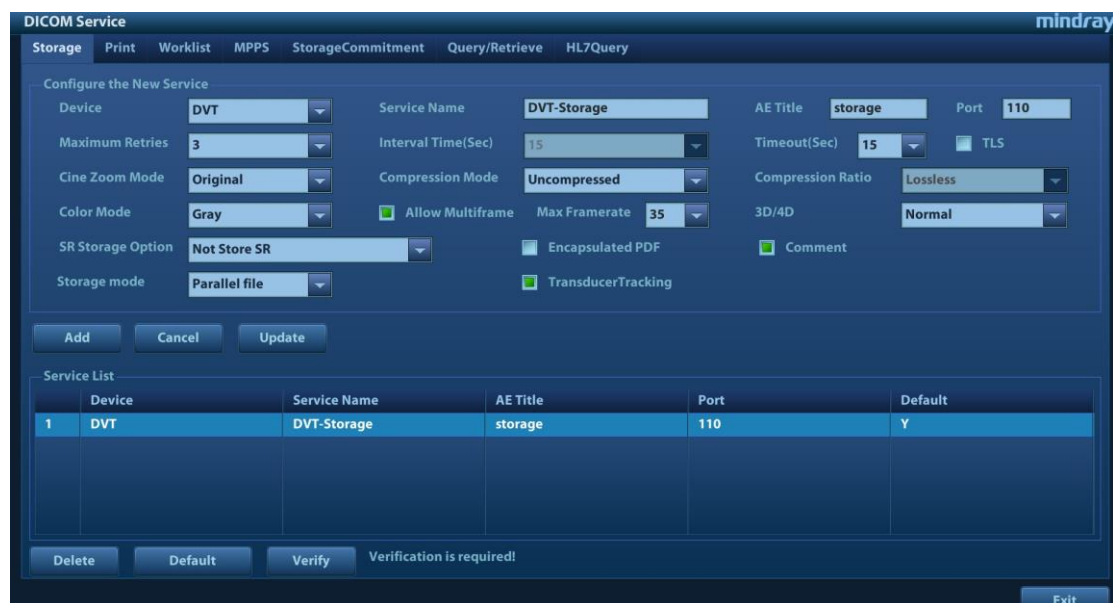 DICOM Service mindray
Storage Print Worklist MPPS StorageCommitment Query/Retrieve HL7Query
Configure the New Service
Device DVT Service Name DVT-Storage AE Title storage Port 110
Maximum Retries 3 Interval Time(Sec) 15 Timeout(Sec) 15 TLS
Cine Zoom Mode Original Compression Mode Uncompressed Compression Ratio Lossless
Color Mode Gray Allow Multiframe Max Framerate 35 3D/4D Normal
SR Storage Option Not Store SR Encapsulated PDF Comment
Storage mode Parallel file TransducerTracking
Add Cancel Update
Service List
Device Service Name AE Title Port Default
1 DVT DVT-Storage storage 110 Y
Delete Default Verify Verification is required!
Exit